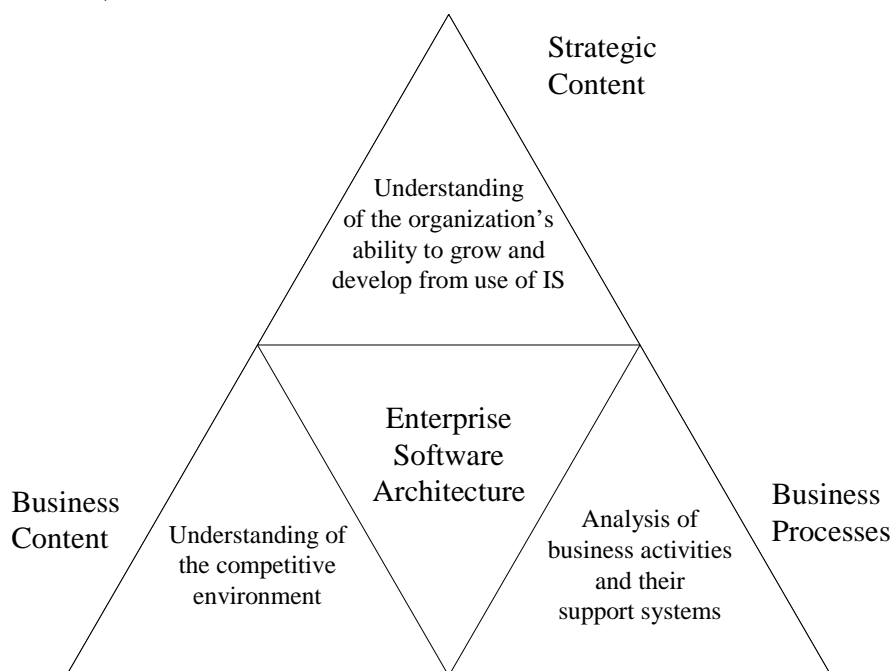 Strategic
Content
Understanding
of the organization’s
ability to grow and
develop from use of IS
Enterprise
Software
Architecture
Business
Content
Understanding of
the competitive
environment
Analysis of
business activities
and their
support systems
Business
Processes